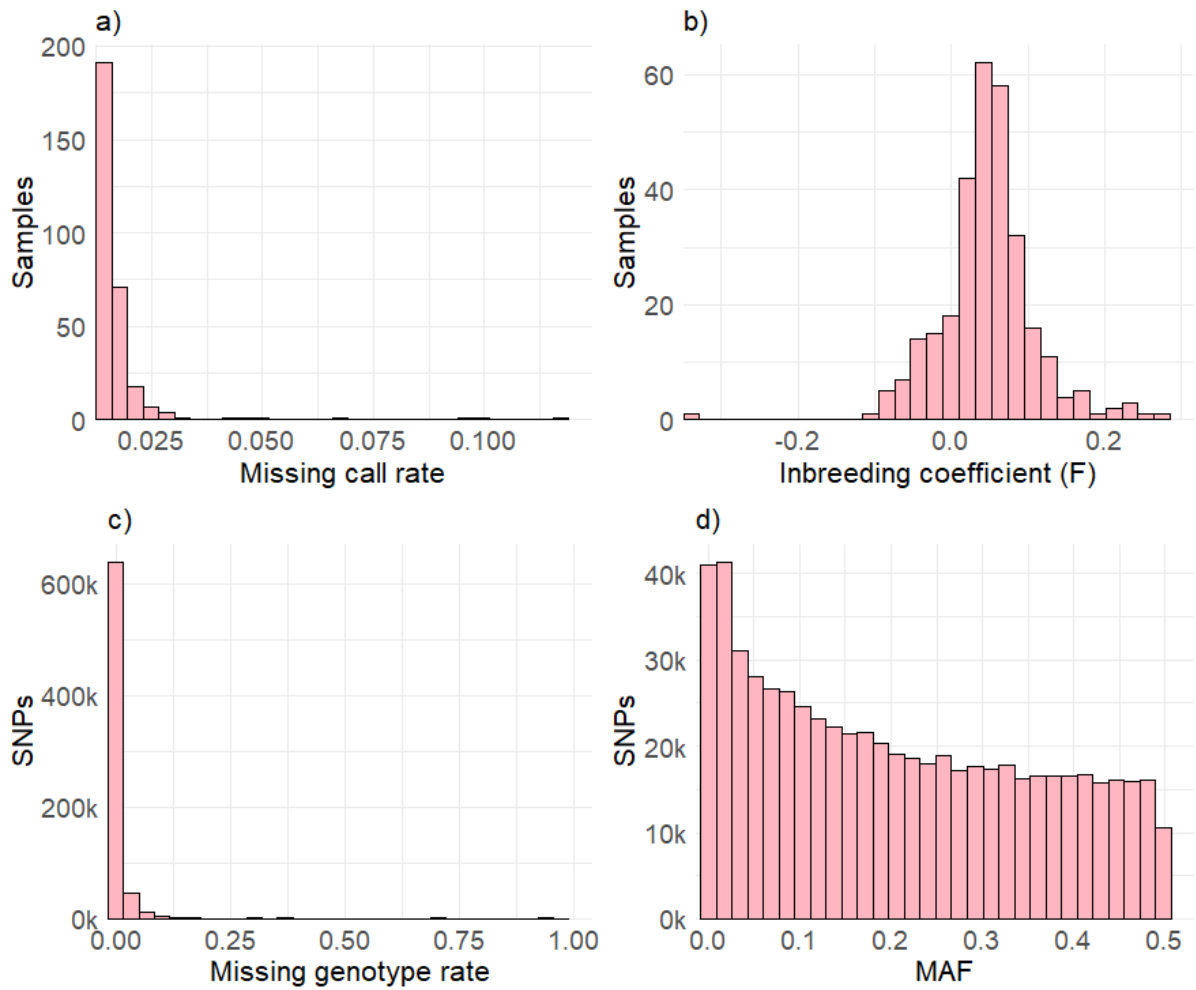 a)
200
150
100
50
0
Samples
0.025 0.050 0.075 0.100
Missing call rate
b)
60
40
20
0
Samples
-0.2 0.0 0.2
Inbreeding coefficient (F)
c)
600k
400k
200k
0k
SNPs
0.00 0.25 0.50 0.75 1.00
Missing genotype rate
d)
40k
30k
20k
10k
0k
SNPs
0.0 0.1 0.2 0.3 0.4 0.5
MAF